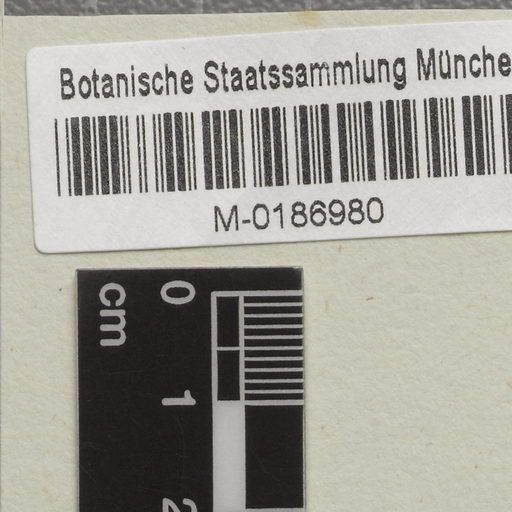 Botanische Staatssammlung Münche
M-0186980
cm
0
1
2